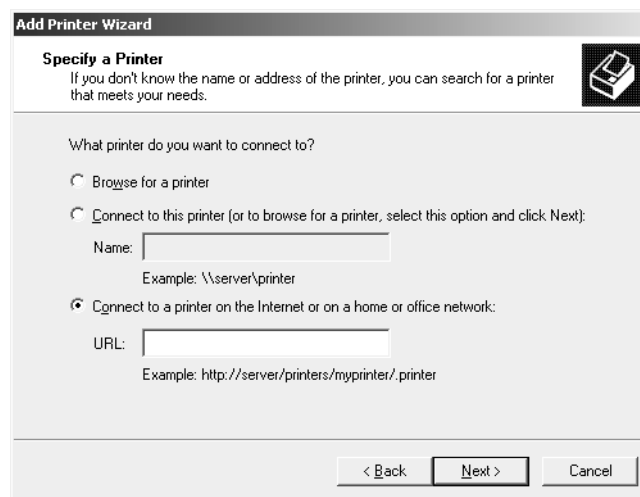 Add Printer Wizard
Specify a Printer
If you don't know the name or address of the printer, you can search for a printer
that meets your needs.
What printer do you want to connect to?
Browse for a printer
Connect to this printer (or to browse for a printer, select this option and click Next):
Name:
Example: \\server\printer
Connect to a printer on the Internet or on a home or office network:
URL:
Example: http://server/printers/myprinter/.printer
< Back Next > Cancel